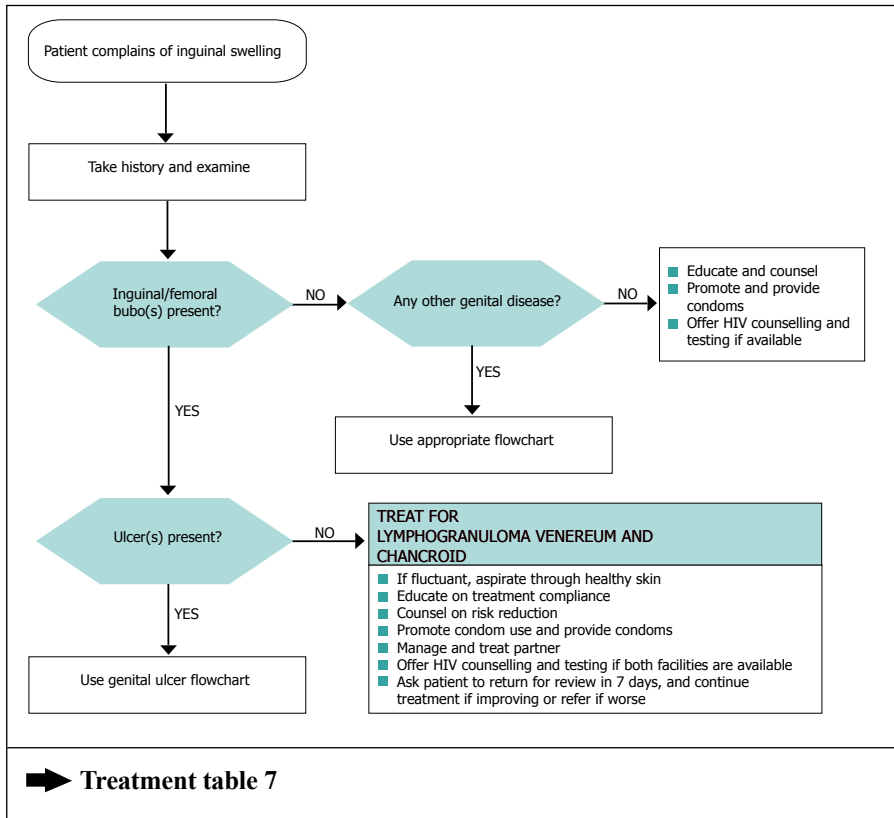 Patient complains of inguinal swelling
Take history and examine
Inguinal/femoral
bubo(s) present?
NO
Any other genital disease?
NO
Educate and counsel
Promote and provide
condoms
Offer HIV counselling and
testing if available
YES
Use appropriate flowchart
YES
Ulcer(s) present?
NO
TREAT FOR
LYMPHOGRANULOMA VENEREUM AND
CHANCROID
If fluctuant, aspirate through healthy skin
Educate on treatment compliance
Counsel on risk reduction
Promote condom use and provide condoms
Manage and treat partner
Offer HIV counselling and testing if both facilities are available
Ask patient to return for review in 7 days, and continue
treatment if improving or refer if worse
YES
Use genital ulcer flowchart
Treatment table 7